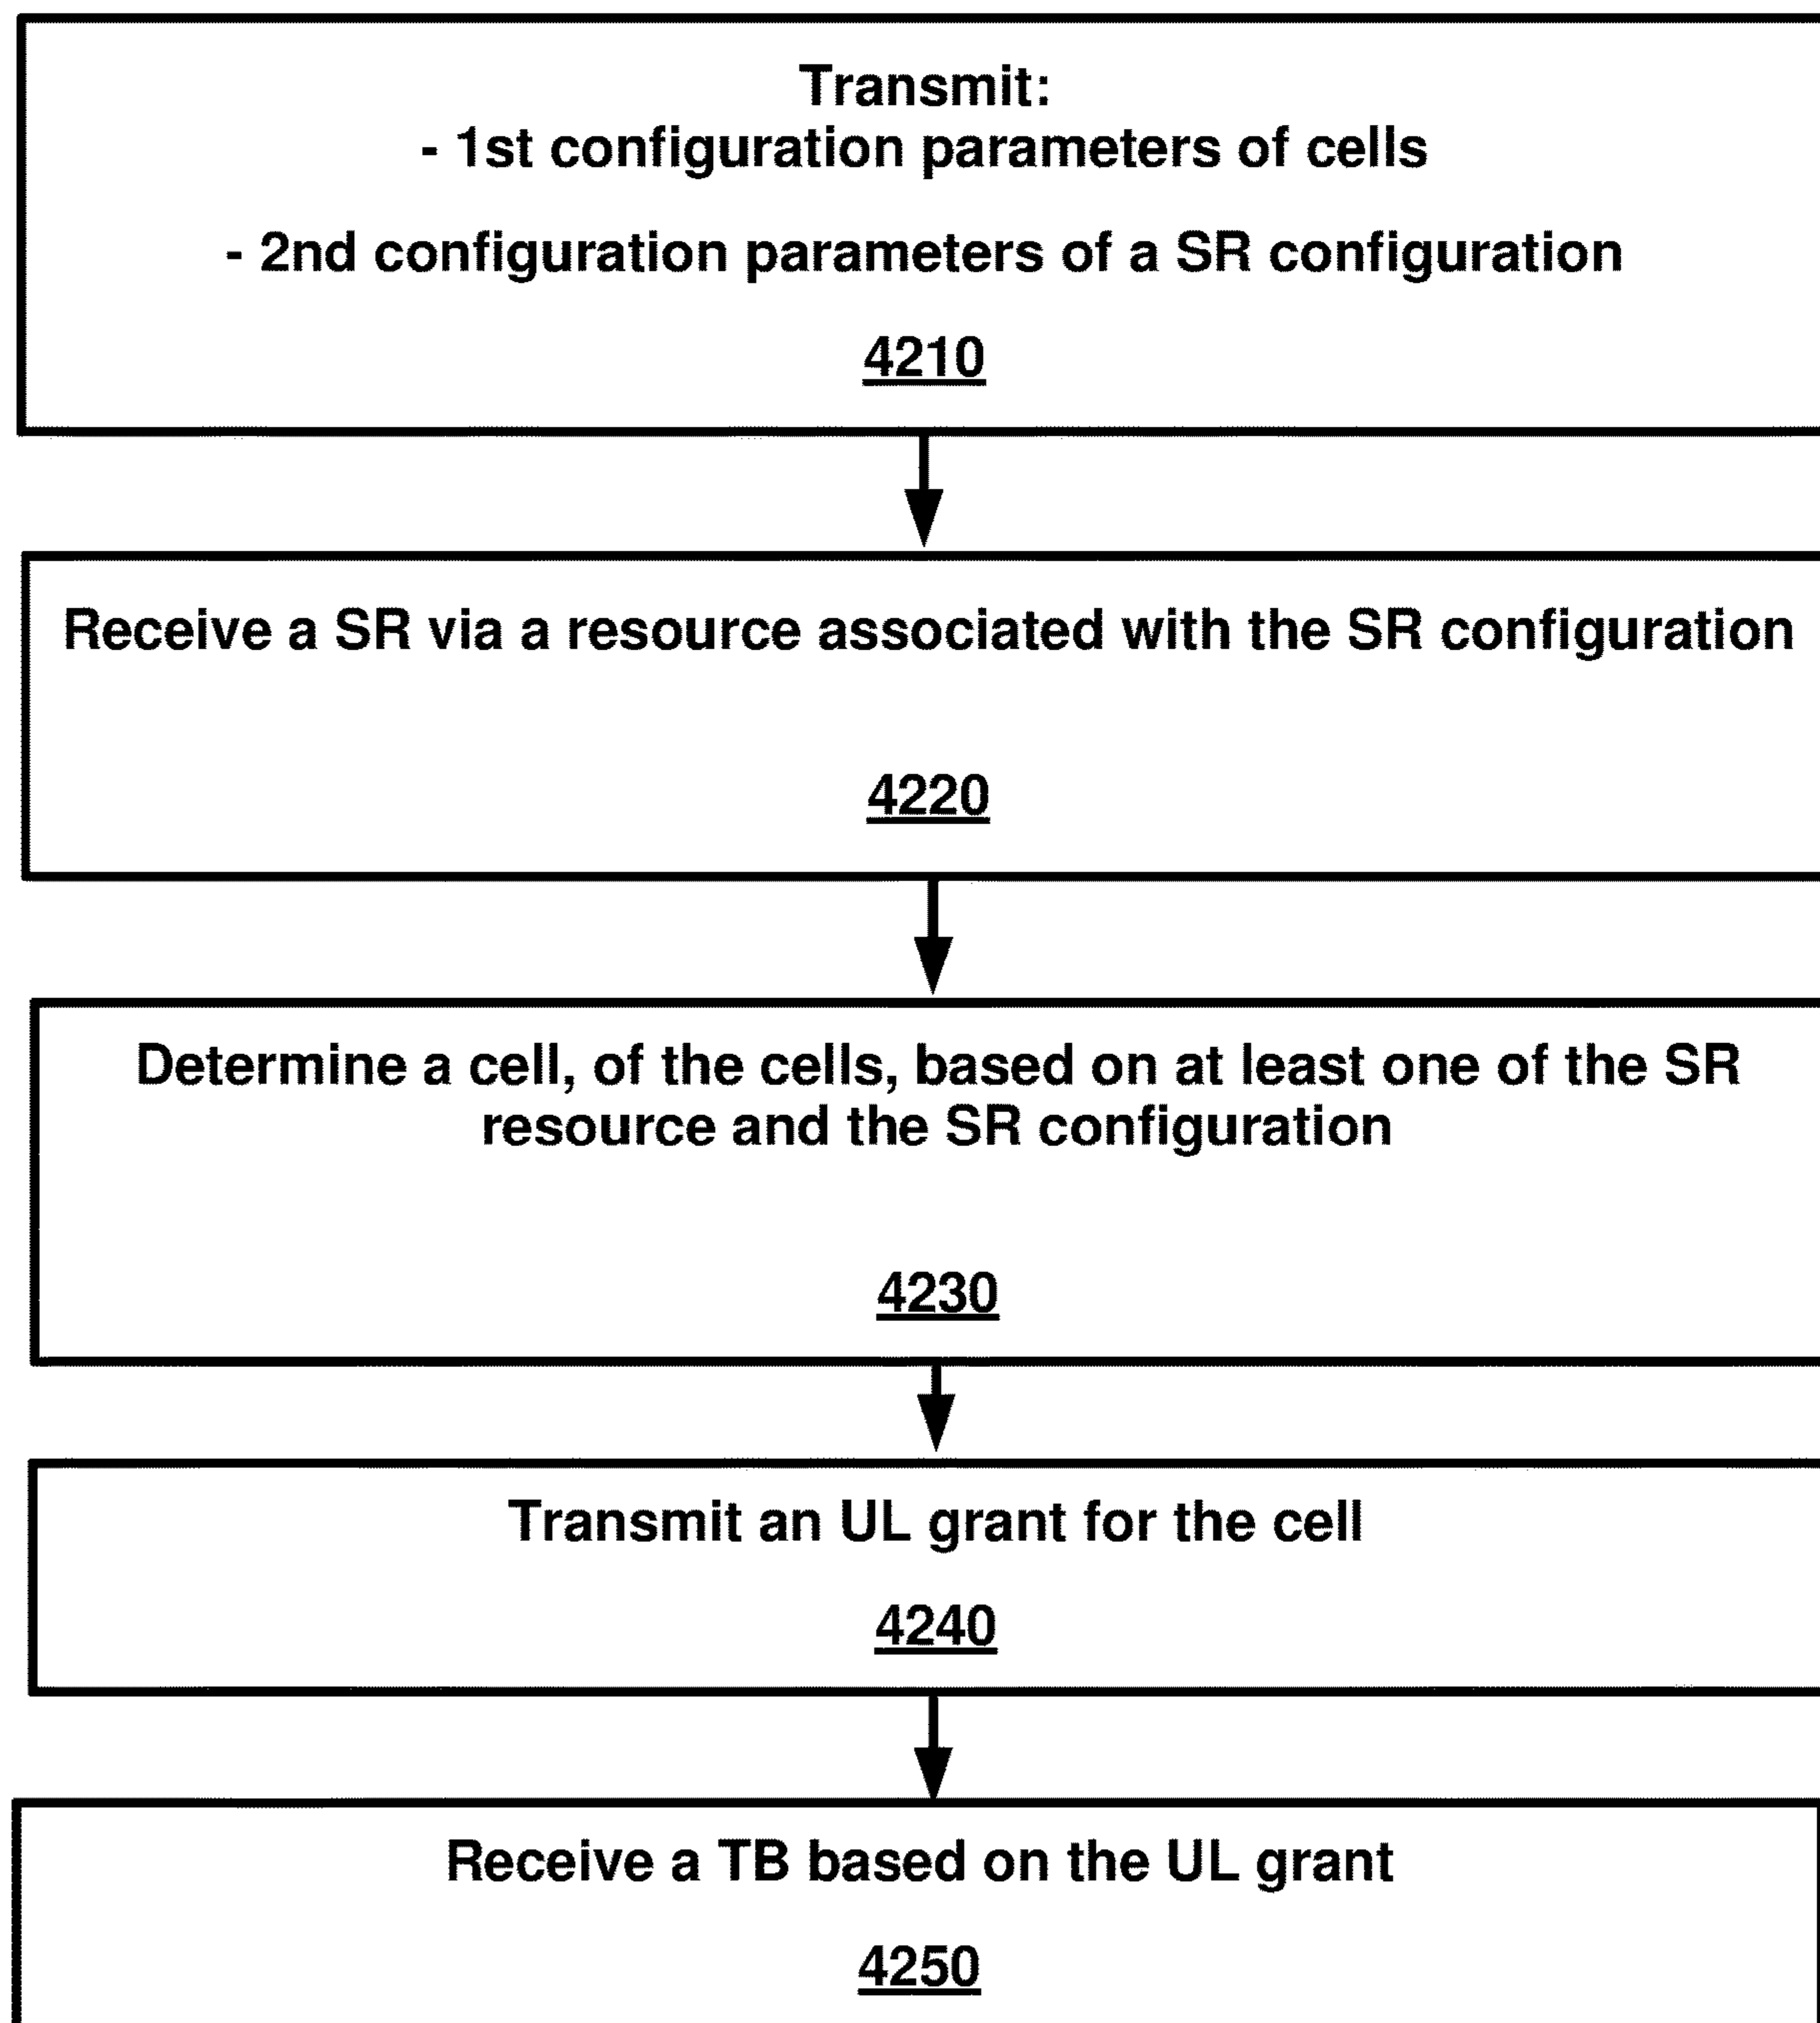 Transmit:
- 1st configuration parameters of cells
- 2nd configuration parameters of a SR configuration
4210
Receive a SR via a resource associated with the SR configuration
4220
Determine a cell, of the cells, based on at least one of the SR
resource and the SR configuration
4230
Transmit an UL grant for the cell
4240
Receive a TB based on the UL grant
4250